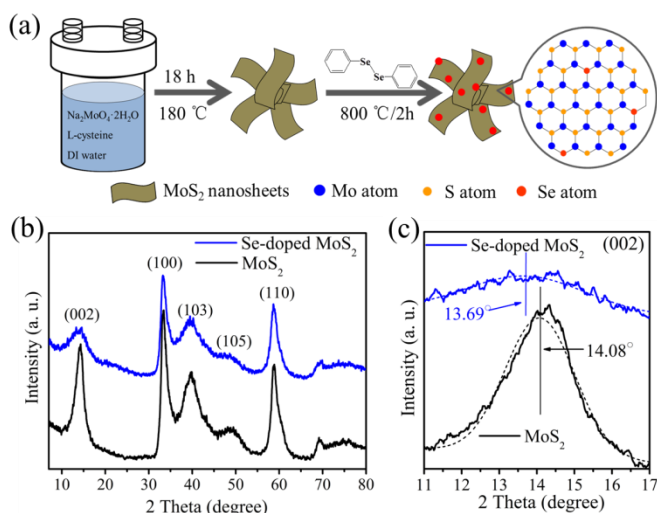 (a)
18 h
180 ℃
Na₂MoO₄·2H₂O
L-cysteine
DI water
Se
Se
800 ℃/2h
MoS₂ nanosheets
Mo atom
S atom
Se atom
(b)
Se-doped MoS₂
MoS₂
(002)
(100)
(103)
(105)
(110)
Intensity (a. u.)
10 20 30 40 50 60 70 80
2 Theta (degree)
(c)
Se-doped MoS₂
(002)
13.69°
14.08°
MoS₂
Intensity (a. u.)
11 12 13 14 15 16 17
2 Theta (degree)